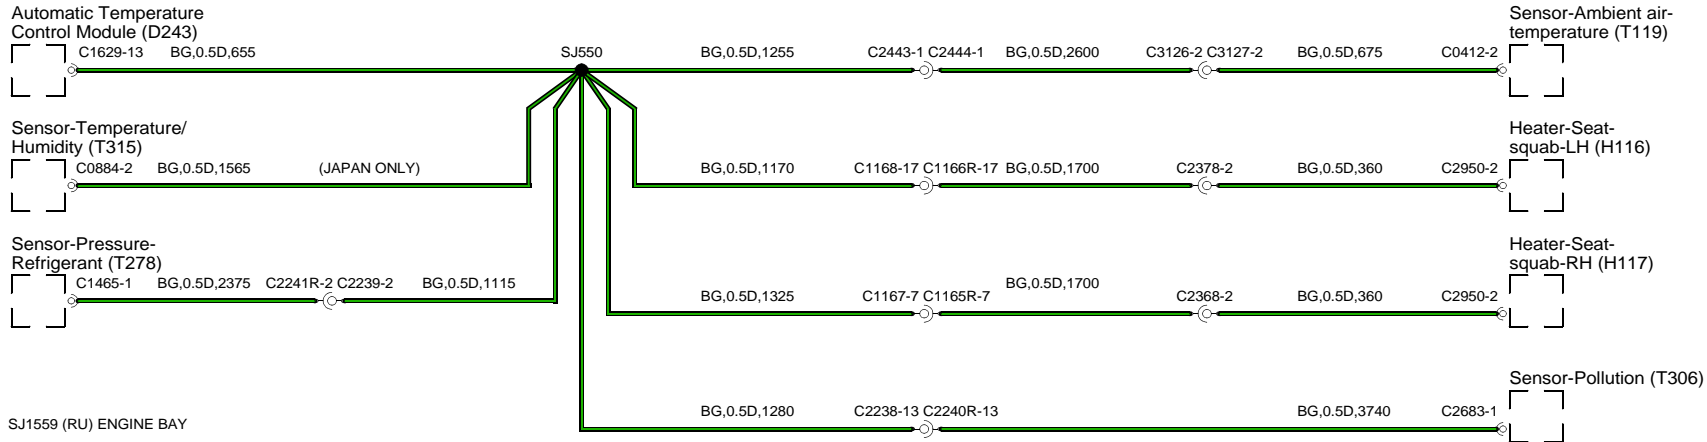 Automatic Temperature
Control Module (D243)
C1629-13 BG,0.5D,655 SJ550 BG,0.5D,1255 C2443-1 C2444-1 BG,0.5D,2600 C3126-2 C3127-2 BG,0.5D,675 C0412-2
Sensor-Ambient air-
temperature (T119)
Sensor-Temperature/
Humidity (T315)
C0884-2 BG,0.5D,1565 (JAPAN ONLY) BG,0.5D,1170 C1168-17 C1166R-17 BG,0.5D,1700 C2378-2 BG,0.5D,360 C2950-2
Heater-Seat-
squab-LH (H116)
Sensor-Pressure-
Refrigerant (T278)
C1465-1 BG,0.5D,2375 C2241R-2 C2239-2 BG,0.5D,1115
BG,0.5D,1325 C1167-7 C1165R-7 BG,0.5D,1700 C2368-2 BG,0.5D,360 C2950-2
Heater-Seat-
squab-RH (H117)
BG,0.5D,1280 C2238-13 C2240R-13 BG,0.5D,3740 C2683-1
Sensor-Pollution (T306)
SJ1559 (RU) ENGINE BAY